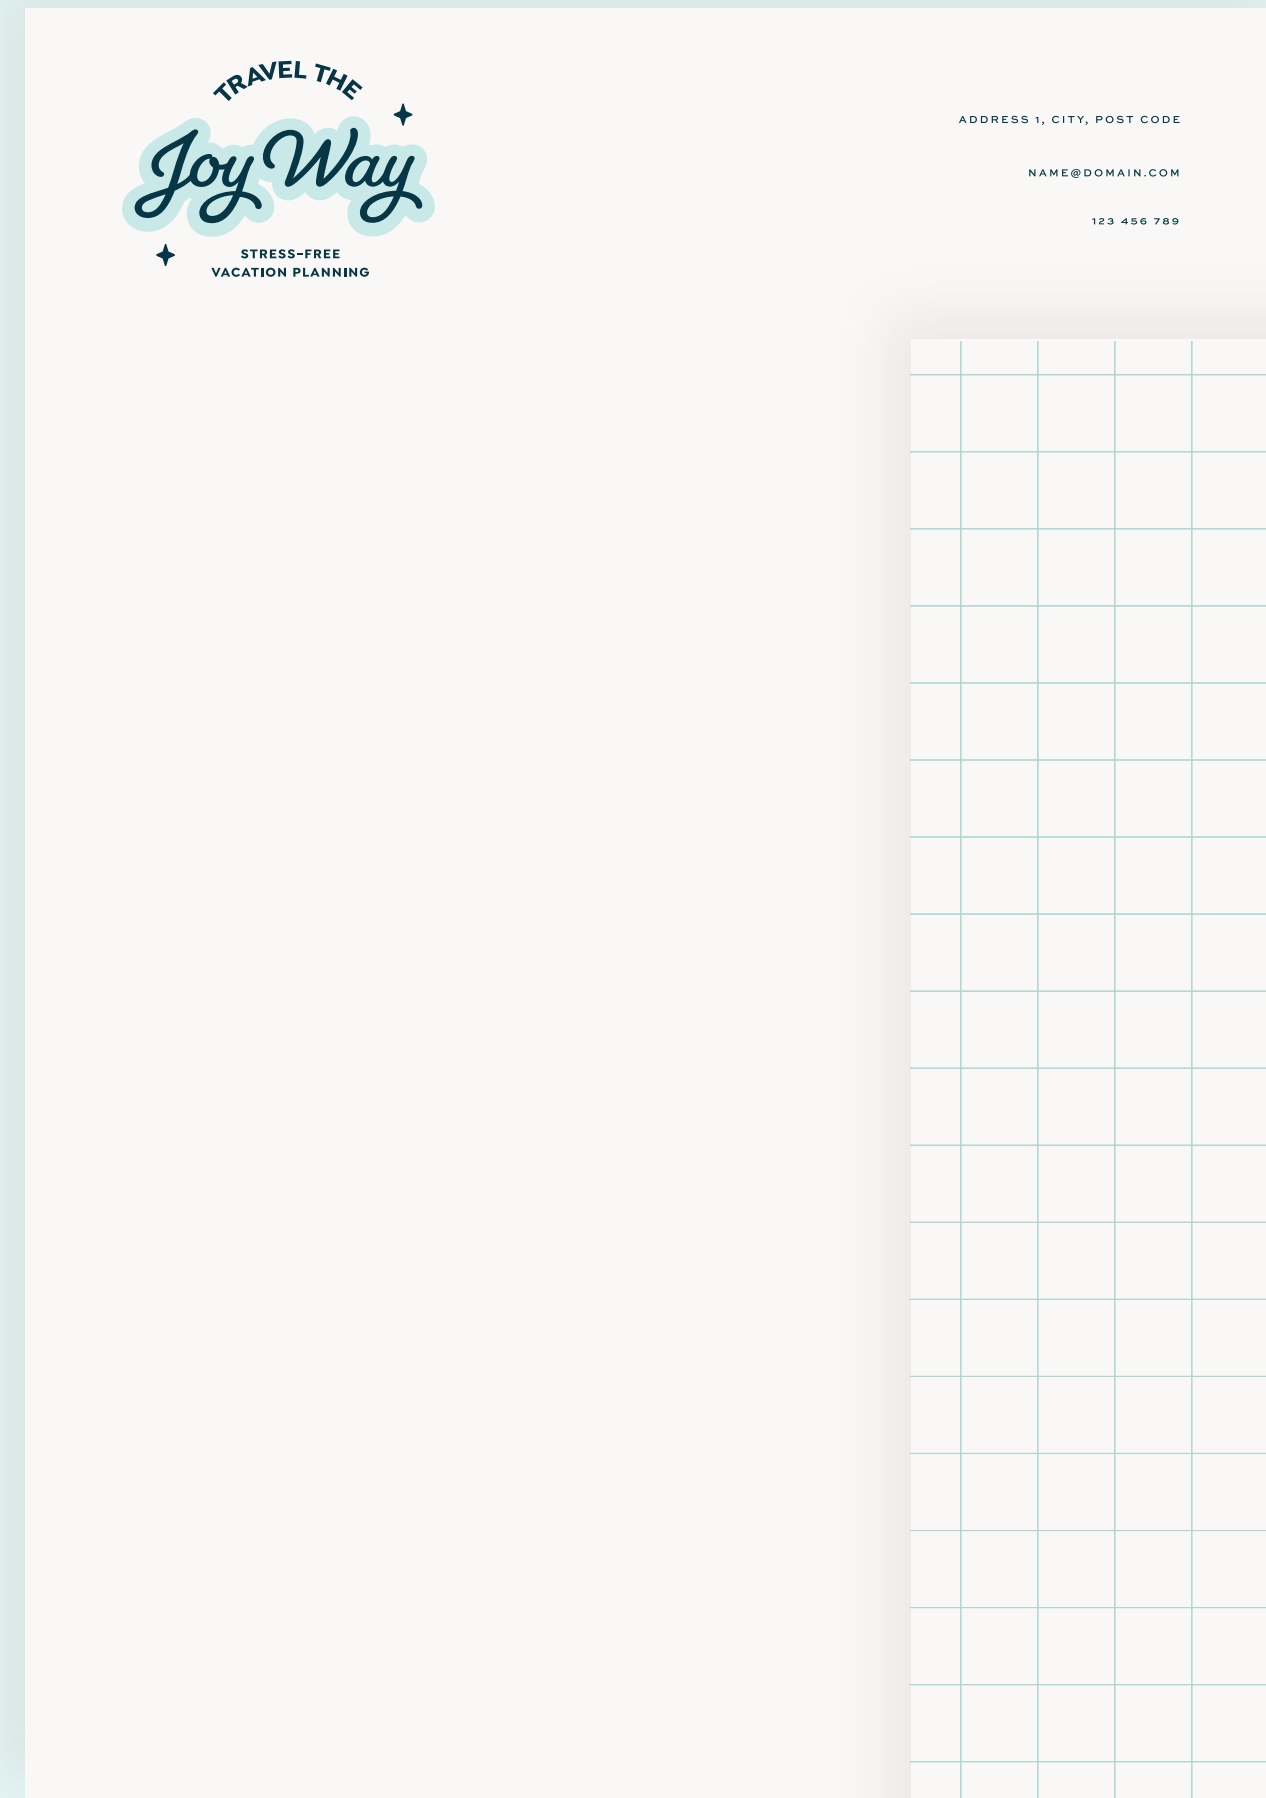 TRAVEL THE
Joy Way
STRESS-FREE
VACATION PLANNING
ADDRESS 1, CITY, POST CODE
NAME@DOMAIN.COM
123 456 789